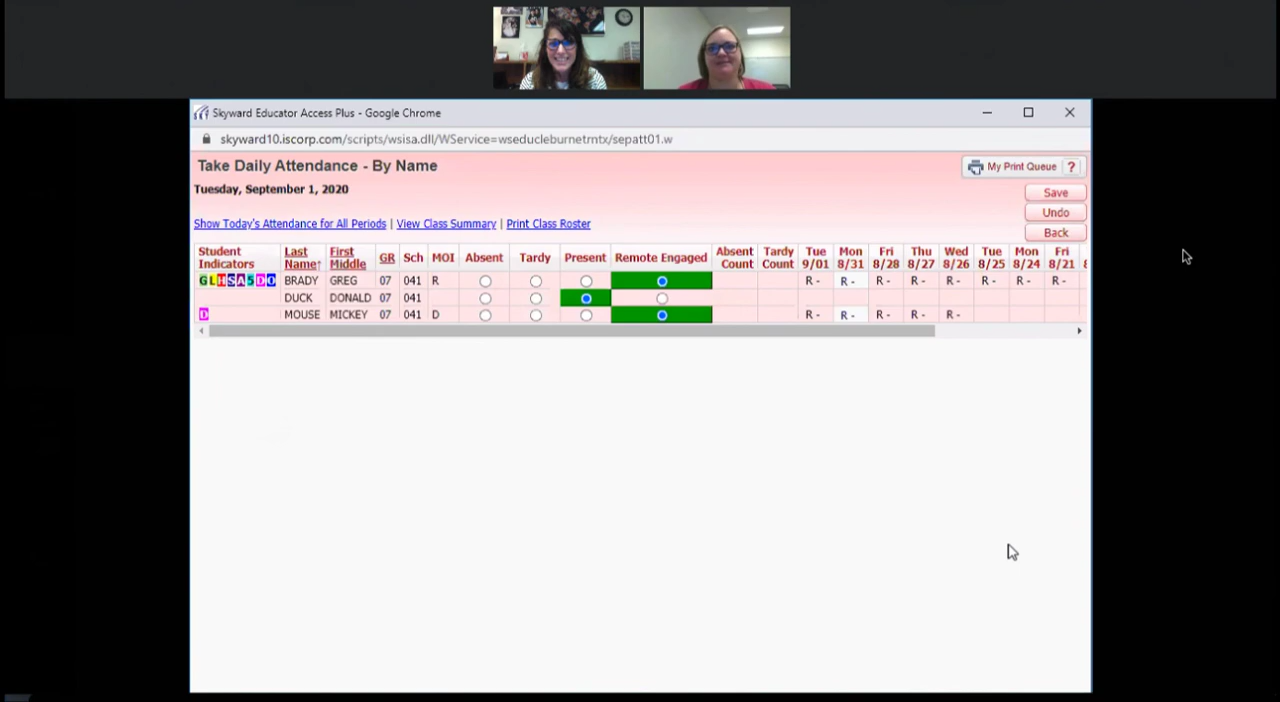 Skyward Educator Access Plus - Google Chrome
skyward10.iscorp.com/scripts/wsisa.dll/WService=wseducleburnetrntx/sepatt01.w
Take Daily Attendance - By Name
My Print Queue ?
Tuesday, September 1, 2020
Save
Undo
Back
Show Today's Attendance for All Periods | View Class Summary | Print Class Roster
Student Indicators Last Name↑ First Middle GR Sch MOI Absent Tardy Present Remote Engaged Absent Count Tardy Count Tue 9/01 Mon 8/31 Fri 8/28 Thu 8/27 Wed 8/26 Tue 8/25 Mon 8/24 Fri 8/21
G L H S A 5 D O BRADY GREG 07 041 R R - R - R - R - R - R - R - R -
DUCK DONALD 07 041
D MOUSE MICKEY 07 041 D R - R - R - R - R -